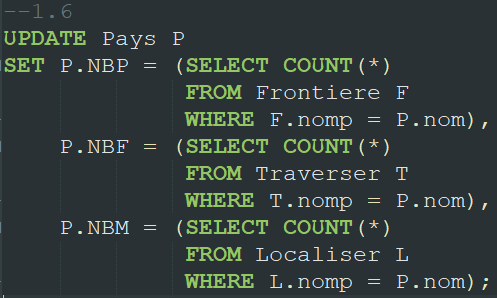 --1.6
UPDATE Pays P
SET P.NBP = (SELECT COUNT(*)
FROM Frontiere F
WHERE F.nomp = P.nom),
P.NBF = (SELECT COUNT(*)
FROM Traverser T
WHERE T.nomp = P.nom),
P.NBM = (SELECT COUNT(*)
FROM Localiser L
WHERE L.nomp = P.nom);